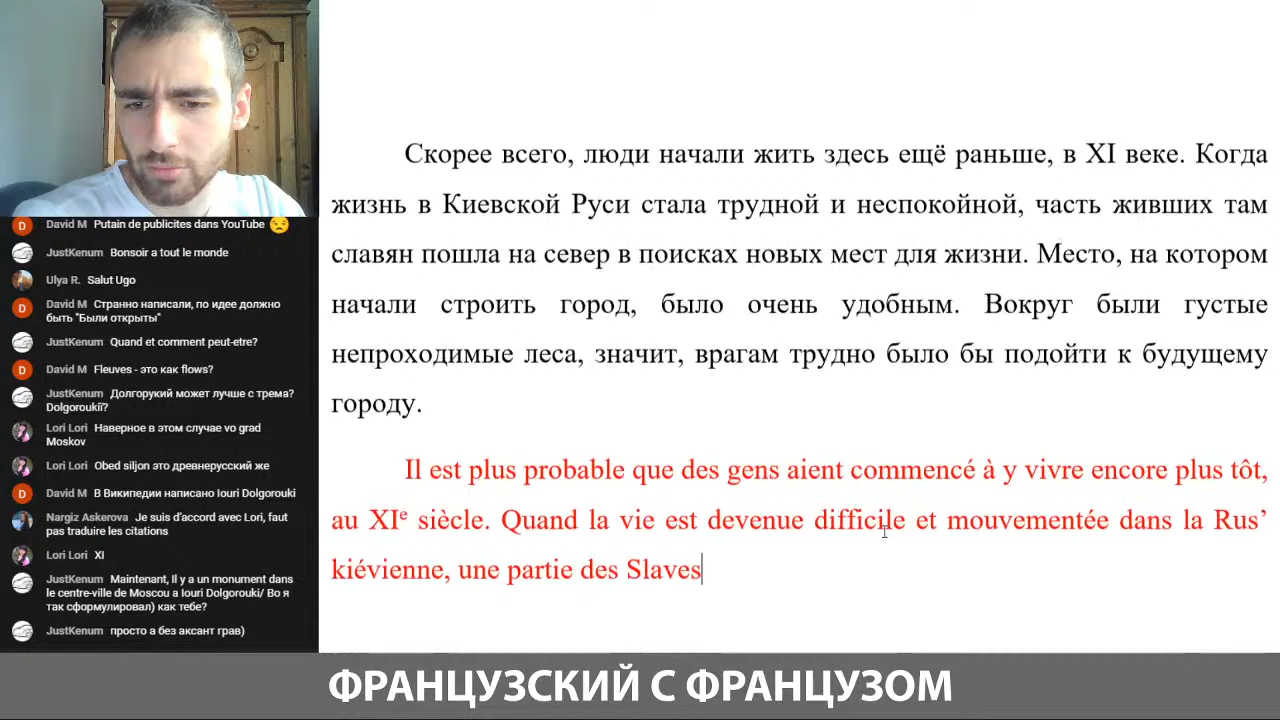 David M Putain de publicites dans YouTube
JustKenum Bonsoir a tout le monde
Ulya R. Salut Ugo
David M Странно написали, по идее должно
быть "Были открыты"
JustKenum Quand et comment peut-etre?
David M Fleuves - это как flows?
JustKenum Долгорукий может лучше с трема?
Dolgoroukiï?
Lori Lori Наверное в этом случае vo grad
Moskov
Lori Lori Obed siljon это древнерусский же
David M В Википедии написано Iouri Dolgorouki
Nargiz Askerova Je suis d'accord avec Lori, faut
pas traduire les citations
Lori Lori XI
JustKenum Maintenant, Il y a un monument dans
le centre-ville de Moscou a Iouri Dolgorouki/ Во я
так сформулировал) как тебе?
JustKenum просто а без аксант грав)
Скорее всего, люди начали жить здесь ещё раньше, в XI веке. Когда
жизнь в Киевской Руси стала трудной и неспокойной, часть живших там
славян пошла на север в поисках новых мест для жизни. Место, на котором
начали строить город, было очень удобным. Вокруг были густые
непроходимые леса, значит, врагам трудно было бы подойти к будущему
городу.
Il est plus probable que des gens aient commencé à y vivre encore plus tôt,
au XIᵉ siècle. Quand la vie est devenue difficile et mouvementée dans la Rus’
kiévienne, une partie des Slaves
ФРАНЦУЗСКИЙ С ФРАНЦУЗОМ